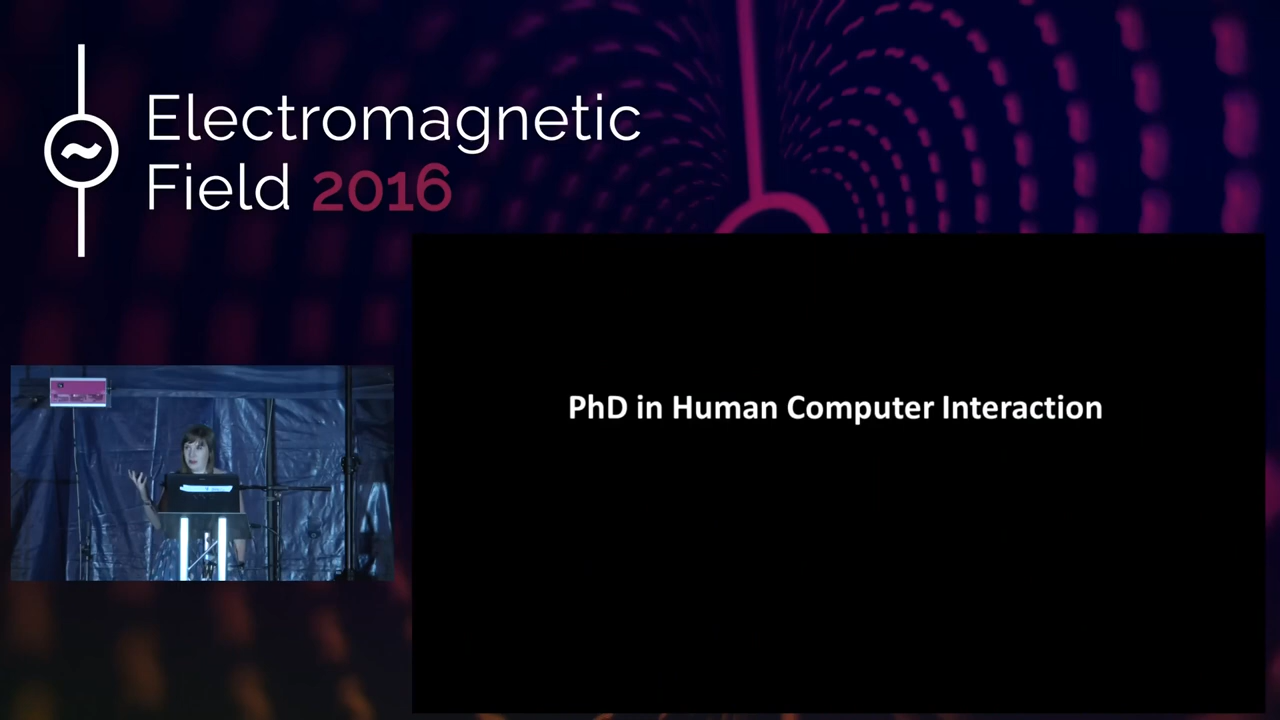 Electromagnetic
Field 2016
PhD in Human Computer Interaction